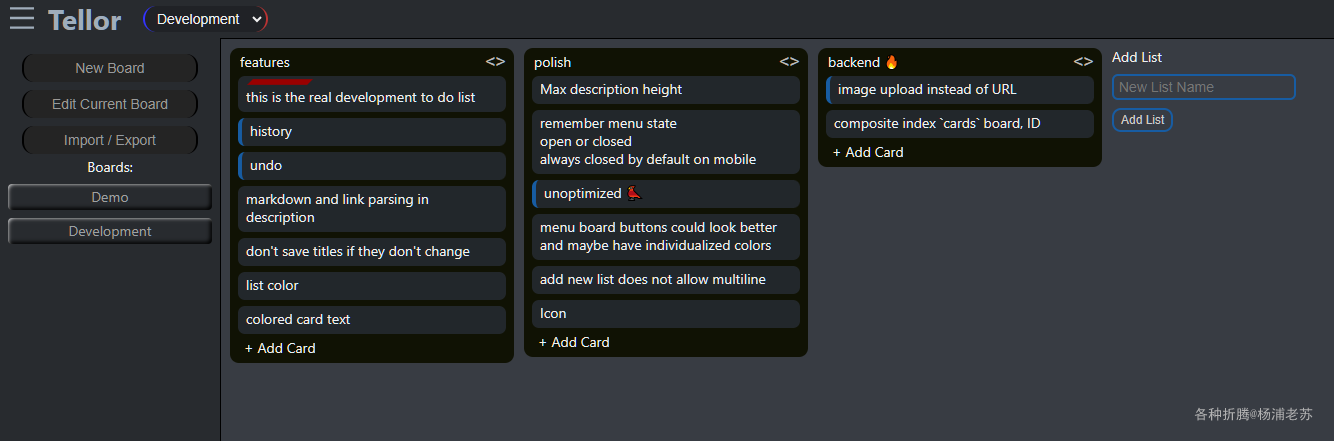 Tellor
Development
New Board
Edit Current Board
Import / Export
Boards:
Demo
Development
features <>
this is the real development to do list
history
undo
markdown and link parsing in
description
don't save titles if they don't change
list color
colored card text
+ Add Card
polish <>
Max description height
remember menu state
open or closed
always closed by default on mobile
unoptimized
menu board buttons could look better
and maybe have individualized colors
add new list does not allow multiline
Icon
+ Add Card
backend 🔥 <>
image upload instead of URL
composite index `cards` board, ID
+ Add Card
Add List
New List Name
Add List
各种折腾@杨浦老苏